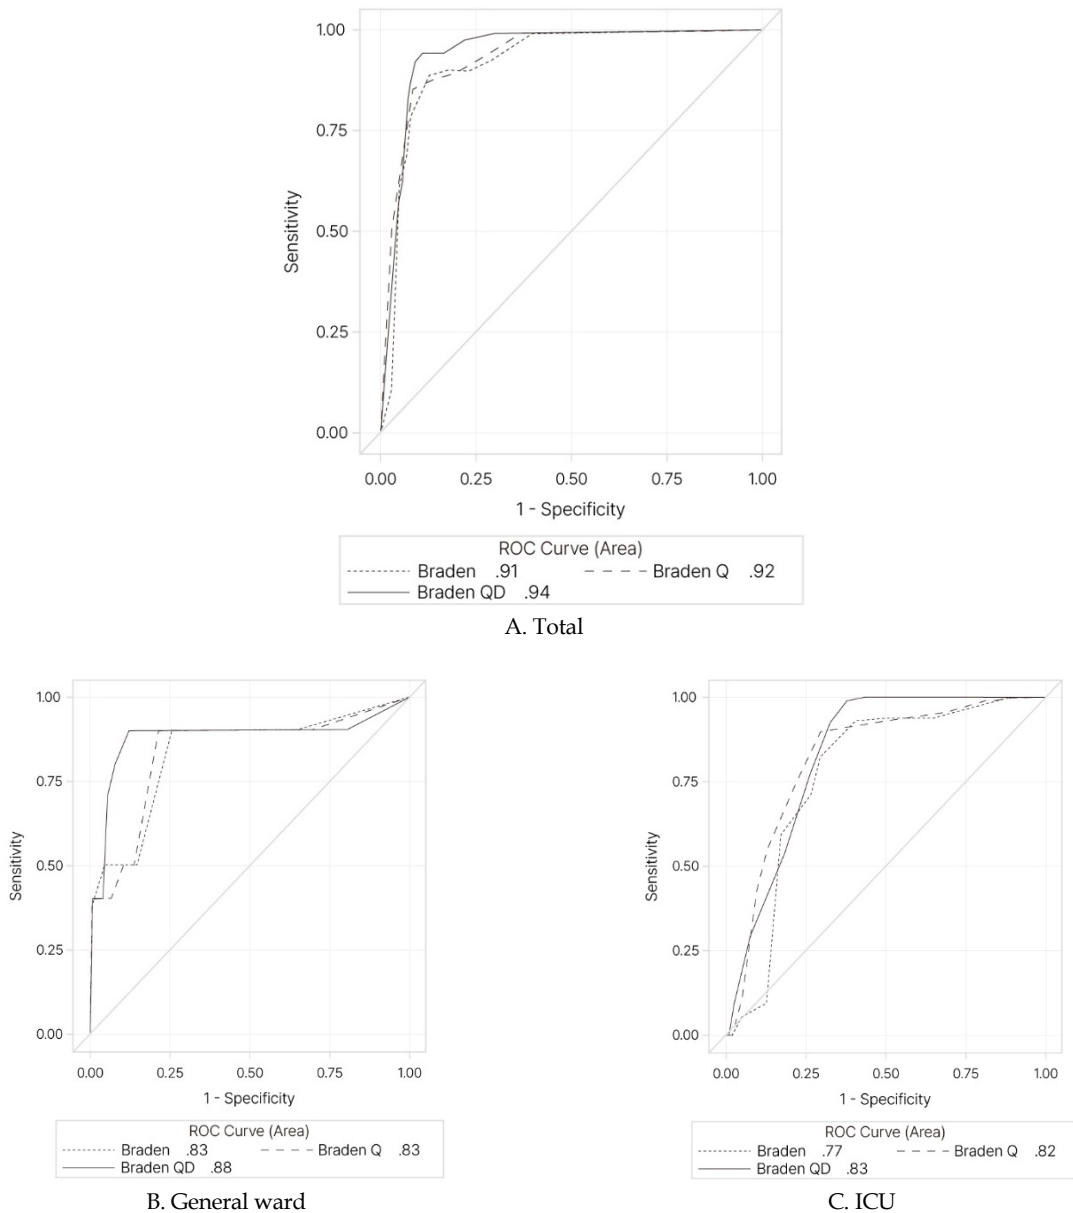 1.00
0.75
0.50
0.25
0.00
Sensitivity
0.00 0.25 0.50 0.75 1.00
1 - Specificity
ROC Curve (Area)
Braden .91 Braden Q .92
Braden QD .94
A. Total
1.00
0.75
0.50
0.25
0.00
Sensitivity
0.00 0.25 0.50 0.75 1.00
1 - Specificity
ROC Curve (Area)
Braden .83 Braden Q .83
Braden QD .88
B. General ward
1.00
0.75
0.50
0.25
0.00
Sensitivity
0.00 0.25 0.50 0.75 1.00
1 - Specificity
ROC Curve (Area)
Braden .77 Braden Q .82
Braden QD .83
C. ICU